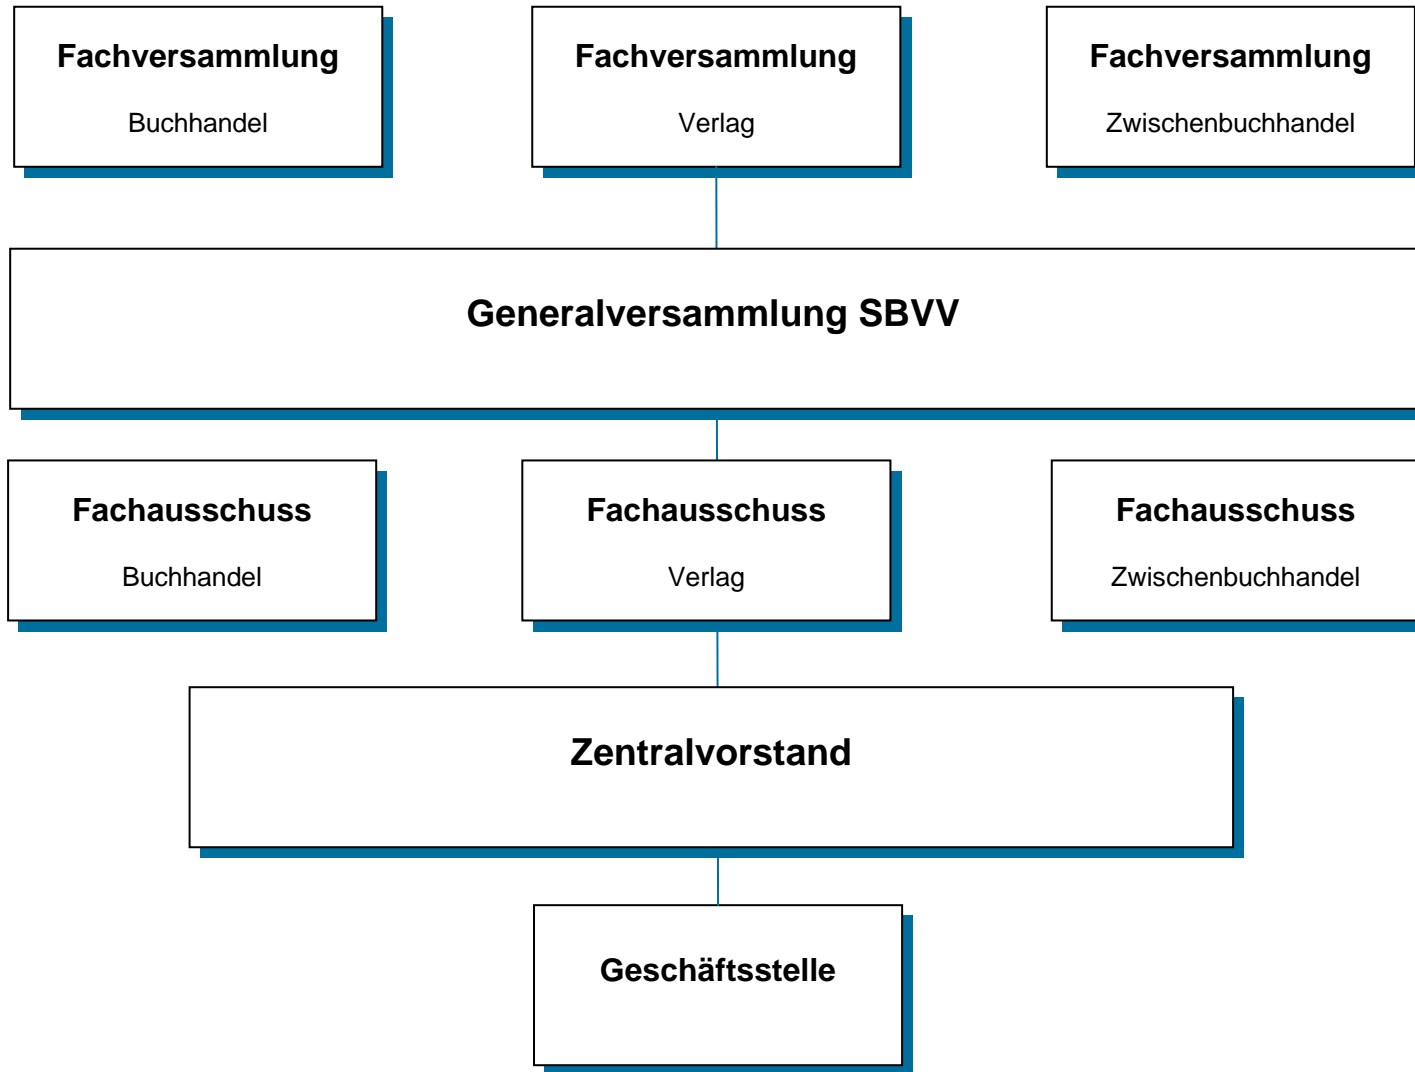 Fachversammlung
Buchhandel
Fachversammlung
Verlag
Fachversammlung
Zwischenbuchhandel
Generalversammlung SBVV
Fachausschuss
Buchhandel
Fachausschuss
Verlag
Fachausschuss
Zwischenbuchhandel
Zentralvorstand
Geschäftsstelle